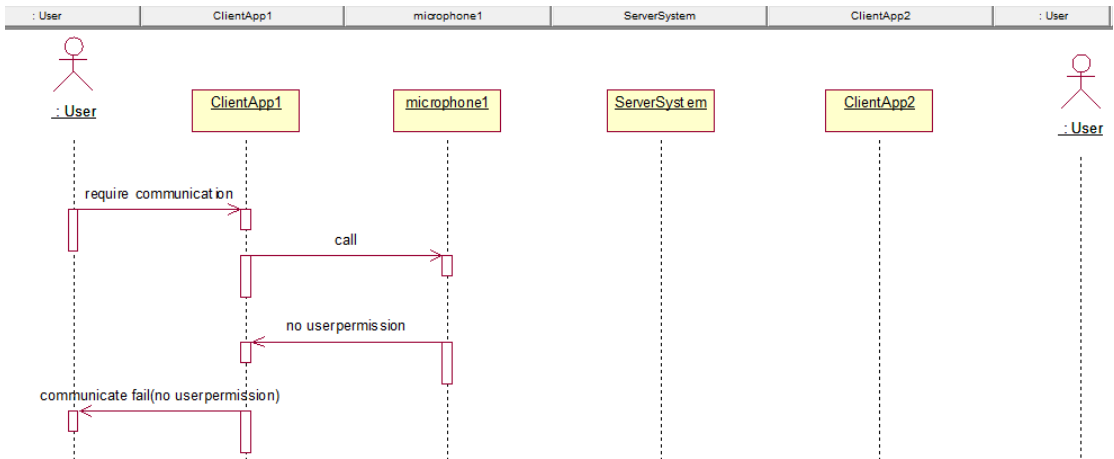 : User ClientApp1 microphone1 ServerSystem ClientApp2 : User
: User ClientApp1 microphone1 ServerSystem ClientApp2 : User
require communication
call
no userpermission
communicate fail(no userpermission)